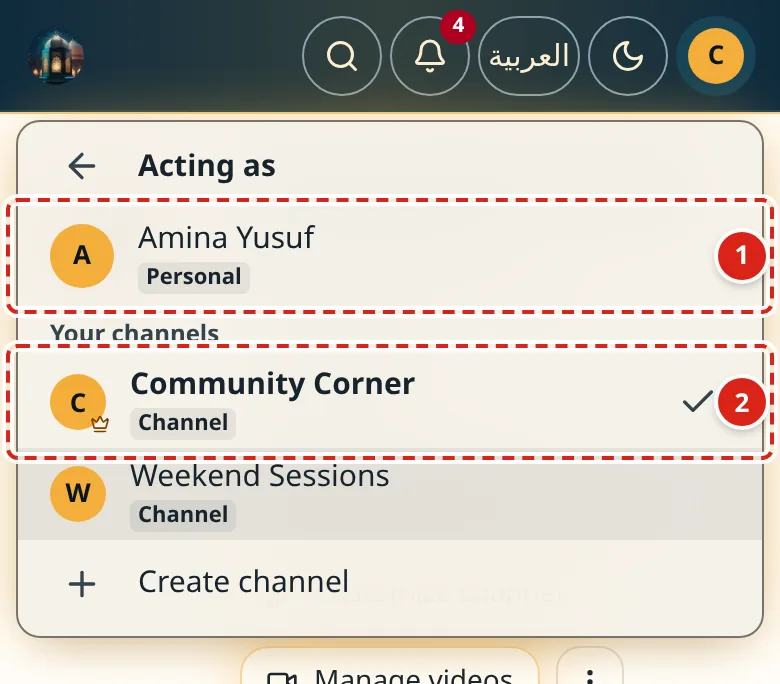 4
العربية
C
Acting as
A
Amina Yusuf
Personal
1
Your channels
C
Community Corner
Channel
2
W
Weekend Sessions
Channel
Create channel
Manage videos